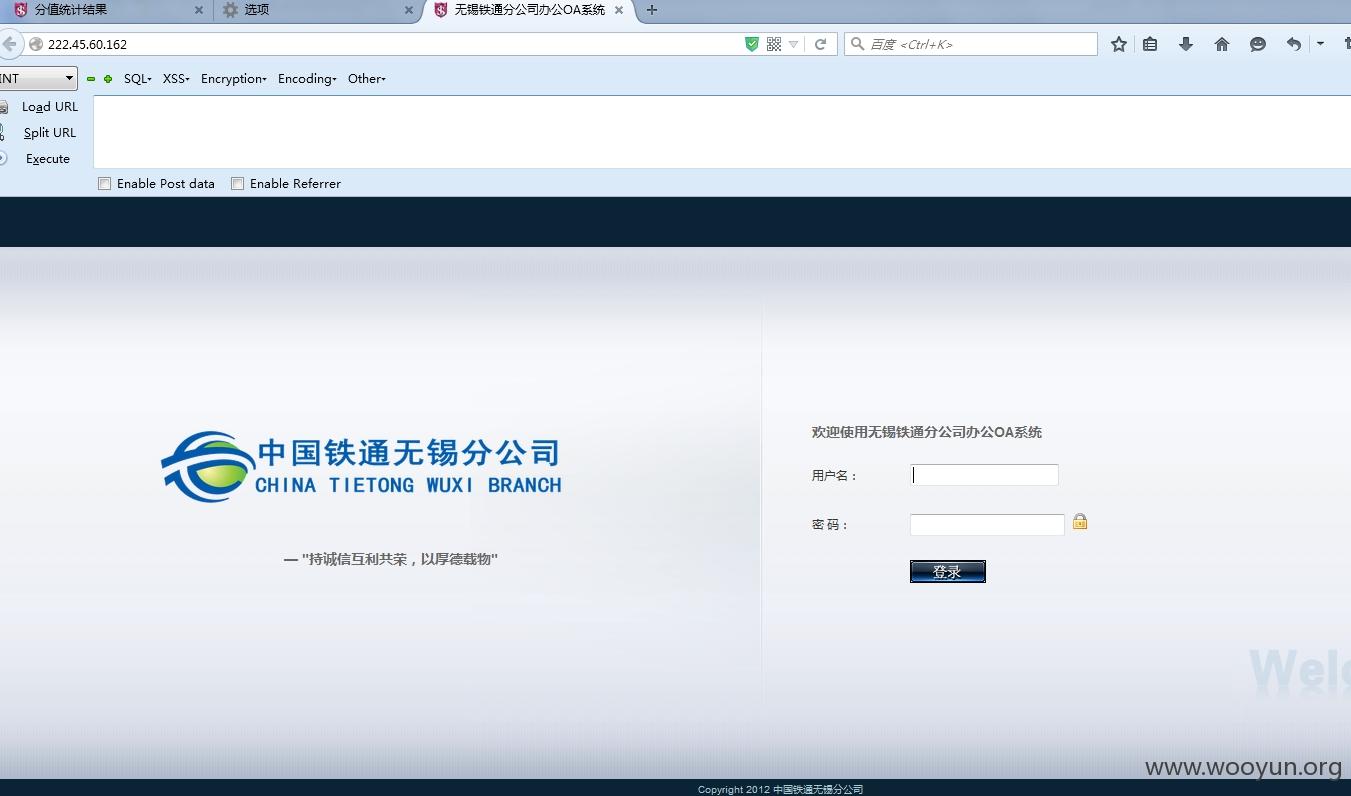 分值统计结果
选项
无锡铁通分公司办公OA系统
222.45.60.162
百度 <Ctrl+K>
INT
SQL
XSS
Encryption
Encoding
Other
Load URL
Split URL
Execute
Enable Post data
Enable Referrer
中国铁通无锡分公司
CHINA TIETONG WUXI BRANCH
— "持诚信互利共荣，以厚德载物"
欢迎使用无锡铁通分公司办公OA系统
用户名：
密 码：
登录
Welc
www.wooyun.org
Copyright 2012 中国铁通无锡分公司